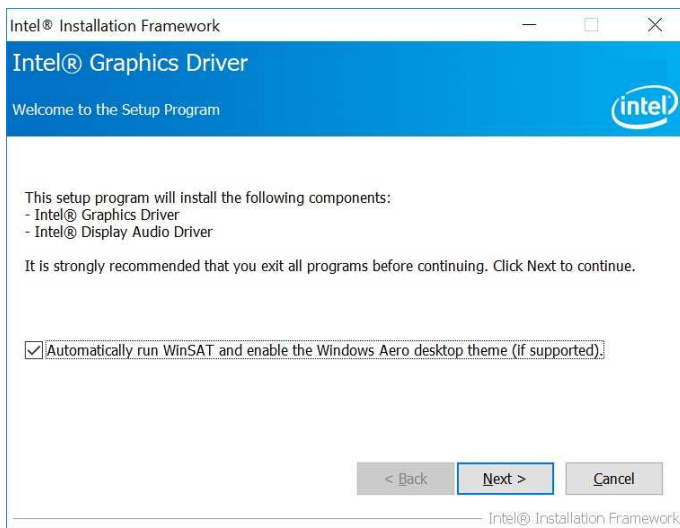 Intel® Installation Framework
Intel® Graphics Driver
Welcome to the Setup Program
intel
This setup program will install the following components:
- Intel® Graphics Driver
- Intel® Display Audio Driver
It is strongly recommended that you exit all programs before continuing. Click Next to continue.
Automatically run WinSAT and enable the Windows Aero desktop theme (if supported).
< Back Next > Cancel
Intel® Installation Framework